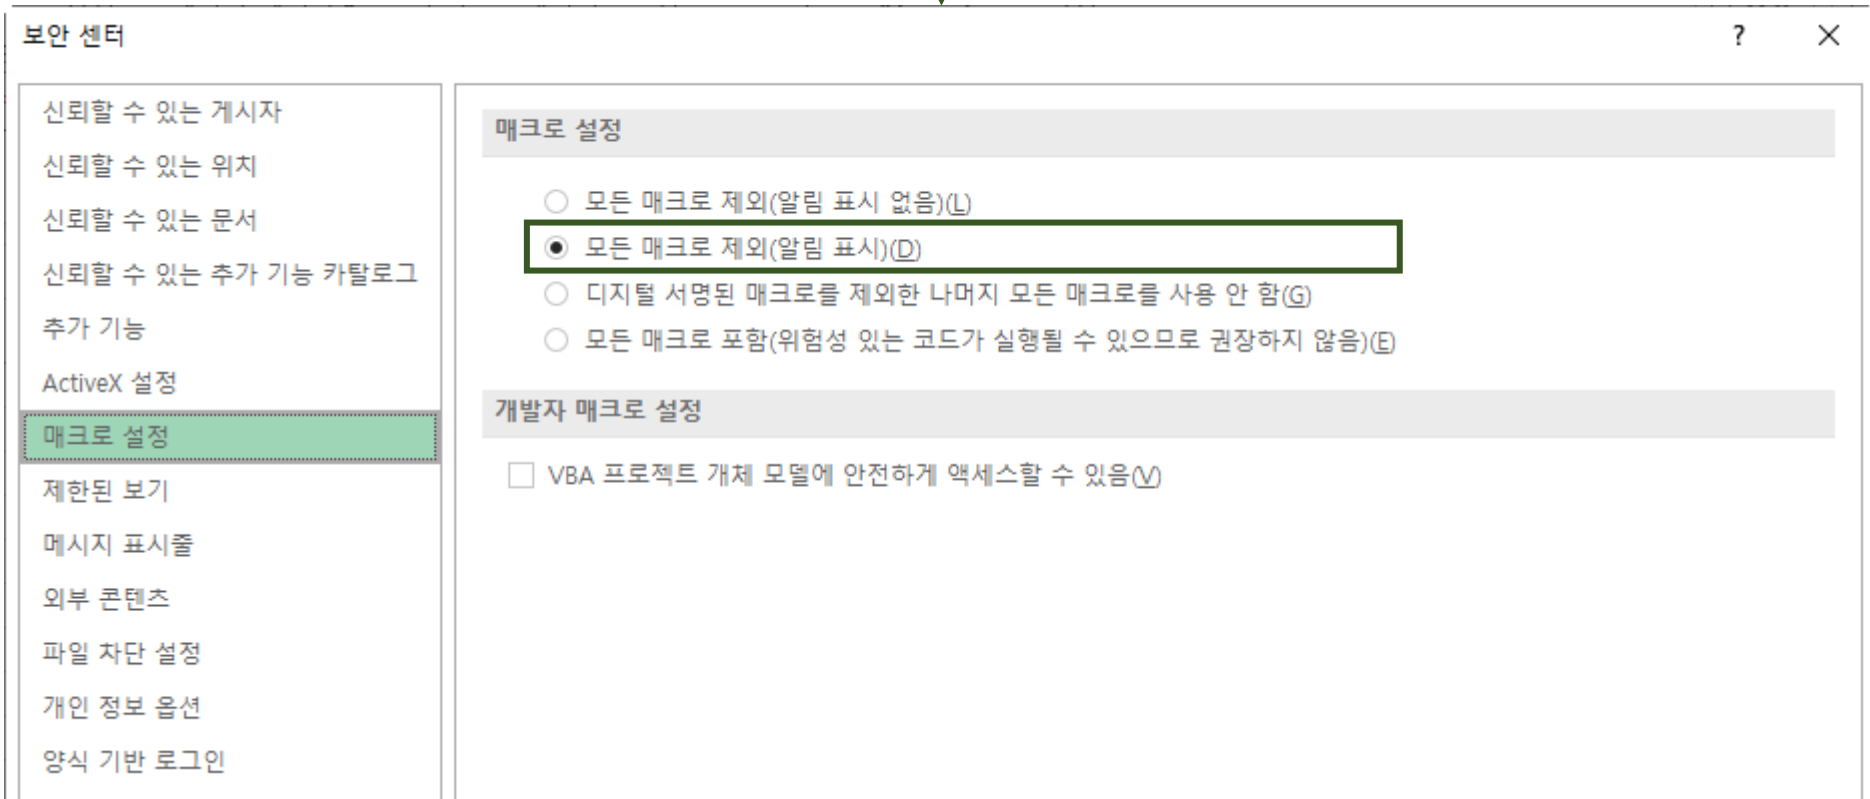 보안 센터
?
신뢰할 수 있는 게시자
신뢰할 수 있는 위치
신뢰할 수 있는 문서
신뢰할 수 있는 추가 기능 카탈로그
추가 기능
ActiveX 설정
매크로 설정
제한된 보기
메시지 표시줄
외부 콘텐츠
파일 차단 설정
개인 정보 옵션
양식 기반 로그인
매크로 설정
모든 매크로 제외(알림 표시 없음)(L)
모든 매크로 제외(알림 표시)(D)
디지털 서명된 매크로를 제외한 나머지 모든 매크로를 사용 안 함(G)
모든 매크로 포함(위험성 있는 코드가 실행될 수 있으므로 권장하지 않음)(E)
개발자 매크로 설정
VBA 프로젝트 개체 모델에 안전하게 액세스할 수 있음(V)